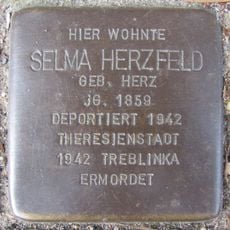 HIER WOHNTE
SELMA HERZFELD
GEB. HERZ
JG. 1859
DEPORTIERT 1942
THERESIENSTADT
1942 TREBLINKA
ERMORDET